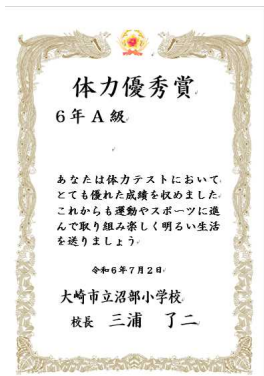 体力優秀賞
6年A級
あなたは体力テストにおいて
とても優れた成績を収めました
これからも運動やスポーツに進
んで取り組み楽しく明るい生活
を送りましょう
令和6年7月2日
大崎市立沼部小学校
校長 三浦 了二